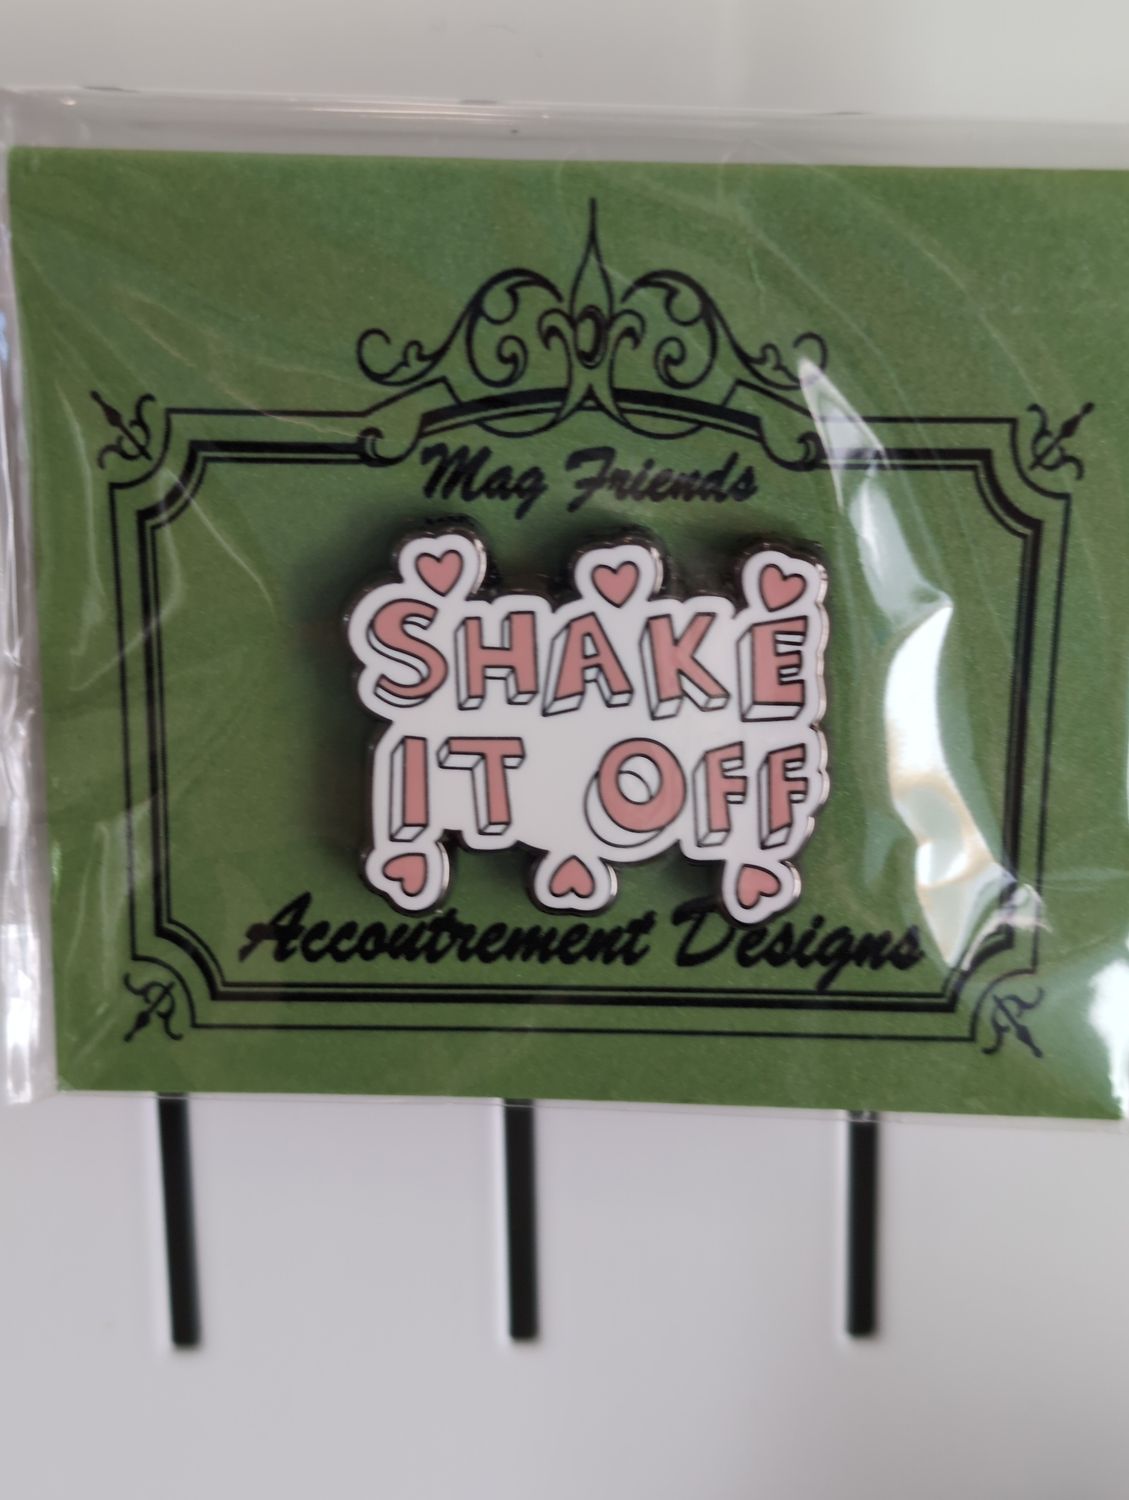 Mag Friends
SHAKE
IT OFF
Accoutrement Designs